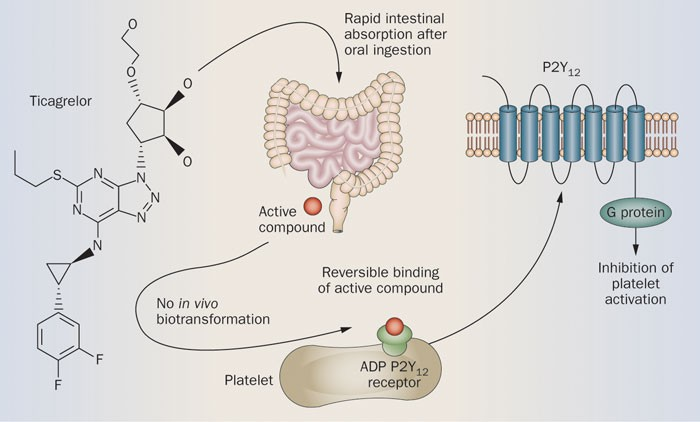 Rapid intestinal
absorption after
oral ingestion
Ticagrelor
P2Y12
O
O
O
O
N
N
N
N
N
S
N
F
F
Active
compound
G protein
Inhibition of
platelet
activation
Reversible binding
of active compound
No in vivo
biotransformation
Platelet
ADP P2Y12
receptor